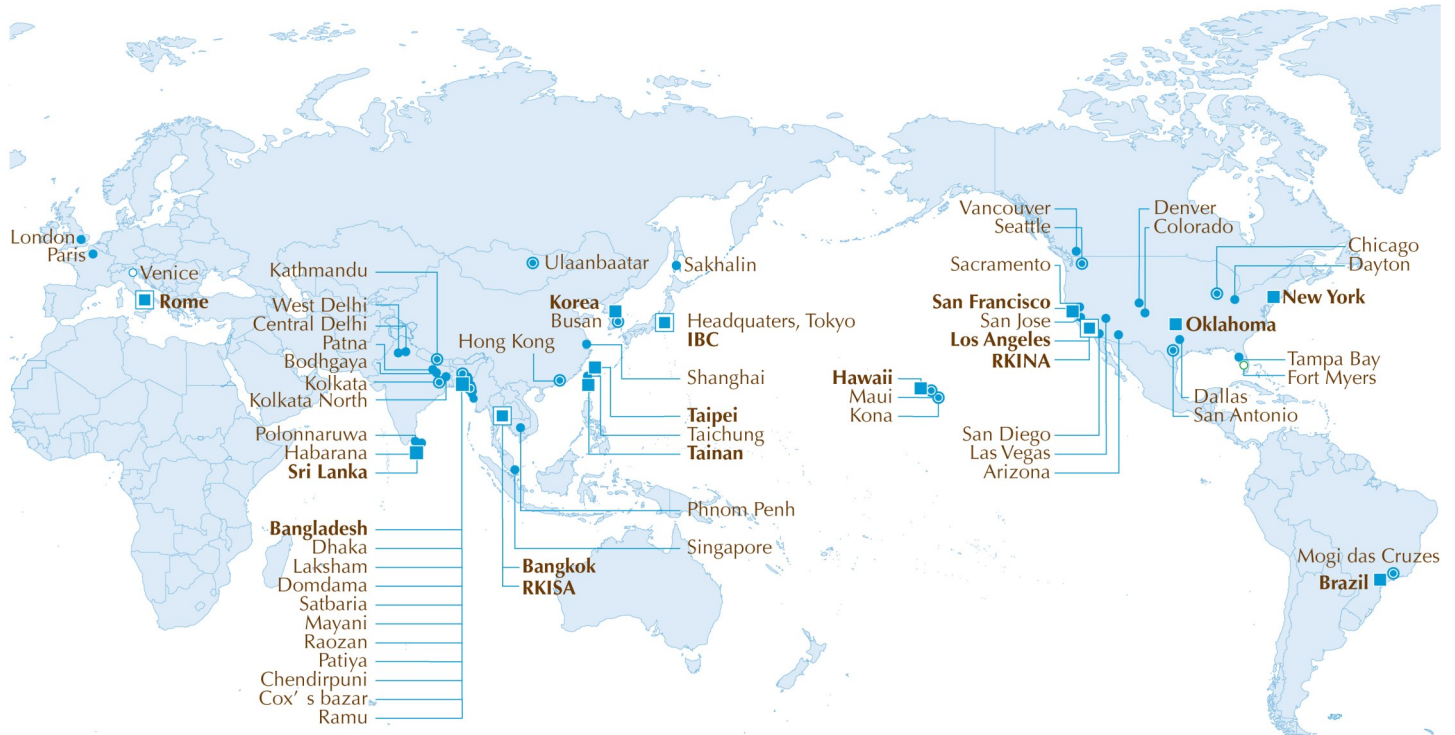 London
Paris
Venice
Rome
Kathmandu
West Delhi
Central Delhi
Patna
Bodhgaya
Kolkata
Kolkata North
Polonnaruwa
Habarana
Sri Lanka
Bangladesh
Dhaka
Laksham
Domdama
Satbaria
Mayani
Raozan
Patiya
Chendirpuni
Cox’ s bazar
Ramu
Ulaanbaatar
Sakhalin
Korea
Busan
Headquaters, Tokyo
IBC
Hong Kong
Shanghai
Taipei
Taichung
Tainan
Phnom Penh
Singapore
Bangkok
RKISA
Hawaii
Maui
Kona
Vancouver
Seattle
Sacramento
San Francisco
San Jose
Los Angeles
RKINA
San Diego
Las Vegas
Arizona
Denver
Colorado
Chicago
Dayton
New York
Oklahoma
Tampa Bay
Fort Myers
Dallas
San Antonio
Mogi das Cruzes
Brazil